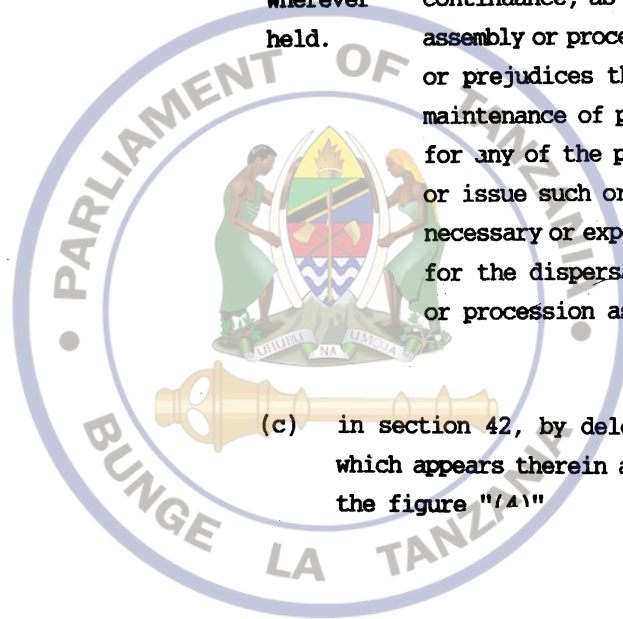 wherever continuance, as
held. assembly or proce
or prejudices th
maintenance of p
for any of the p
or issue such or
necessary or exp
for the dispersa
or procession as
(c) in section 42, by dele
which appears therein a
the figure "(4)"
PARLIAMENT OF TANZANIA
UHURU NA UMOJA
BUNGE LA TANZANIA